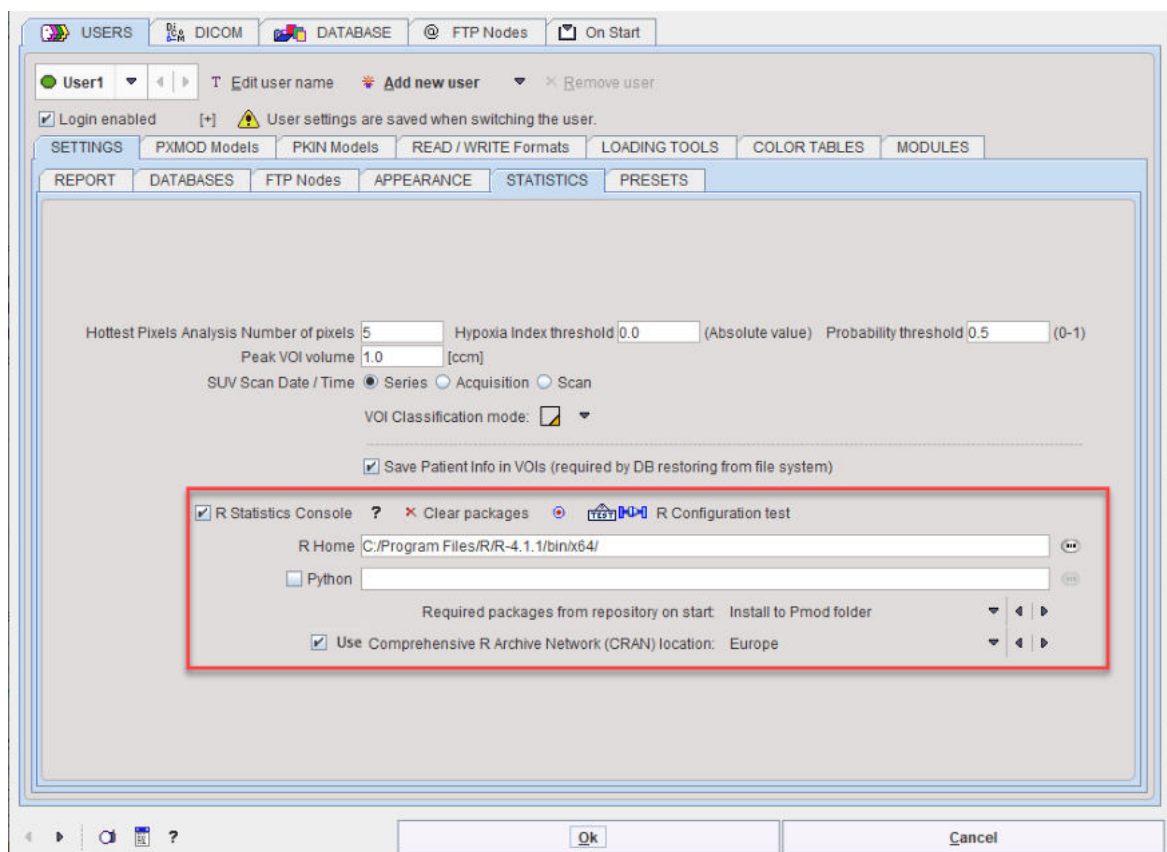 USERS DICOM DATABASE @ FTP Nodes On Start
User1 T Edit user name Add new user Remove user
Login enabled [+] User settings are saved when switching the user.
SETTINGS PXMOD Models PKIN Models READ / WRITE Formats LOADING TOOLS COLOR TABLES MODULES
REPORT DATABASES FTP Nodes APPEARANCE STATISTICS PRESETS
Hottest Pixels Analysis Number of pixels 5 Hypoxia Index threshold 0.0 (Absolute value) Probability threshold 0.5 (0-1)
Peak VOI volume 1.0 [ccm]
SUV Scan Date / Time Series Acquisition Scan
VOI Classification mode:
Save Patient Info in VOIs (required by DB restoring from file system)
R Statistics Console ? Clear packages TEST R Configuration test
R Home C:/Program Files/R/R-4.1.1/bin/x64/
Python
Required packages from repository on start: Install to Pmod folder
Use Comprehensive R Archive Network (CRAN) location: Europe
? Ok Cancel